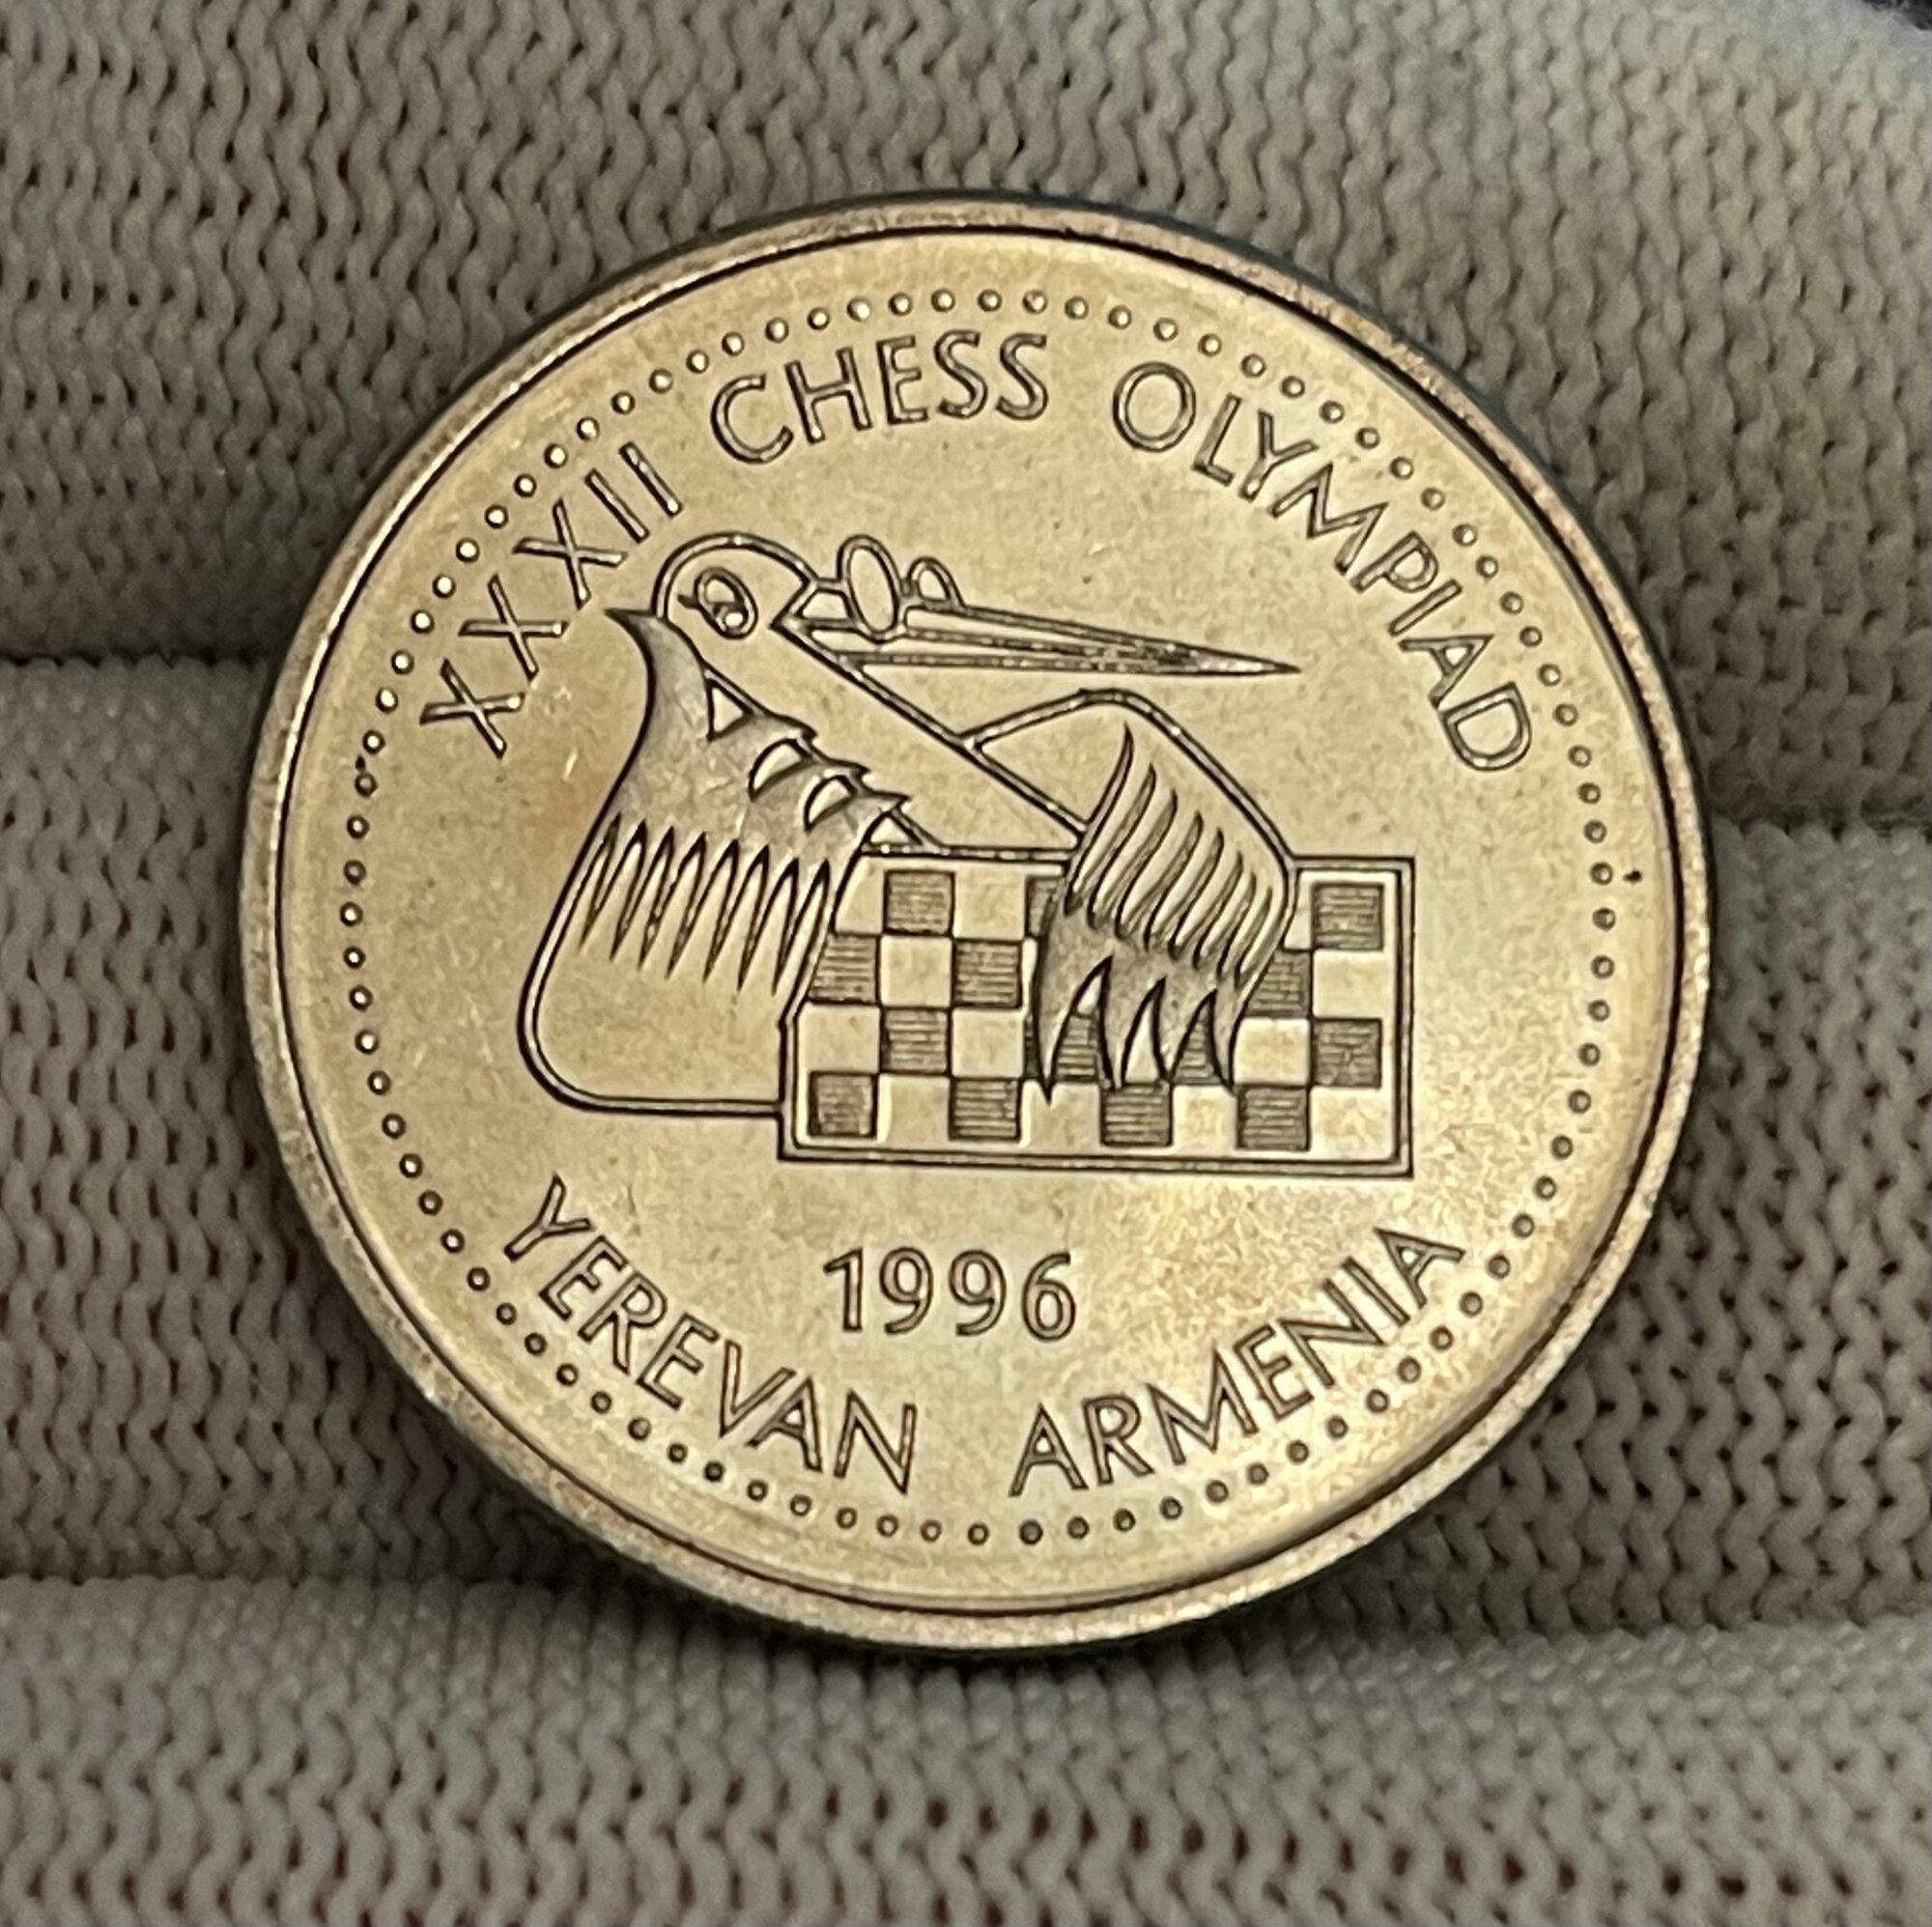 XXXII CHESS OLYMPIAD
1996
YEREVAN ARMENIA